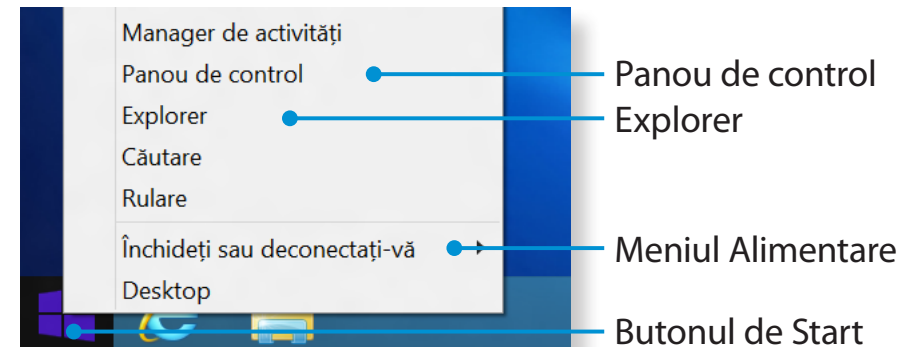 Manager de activități
Panou de control
Explorer
Căutare
Rulare
Închideți sau deconectați-vă
Desktop
Panou de control
Explorer
Meniul Alimentare
Butonul de Start